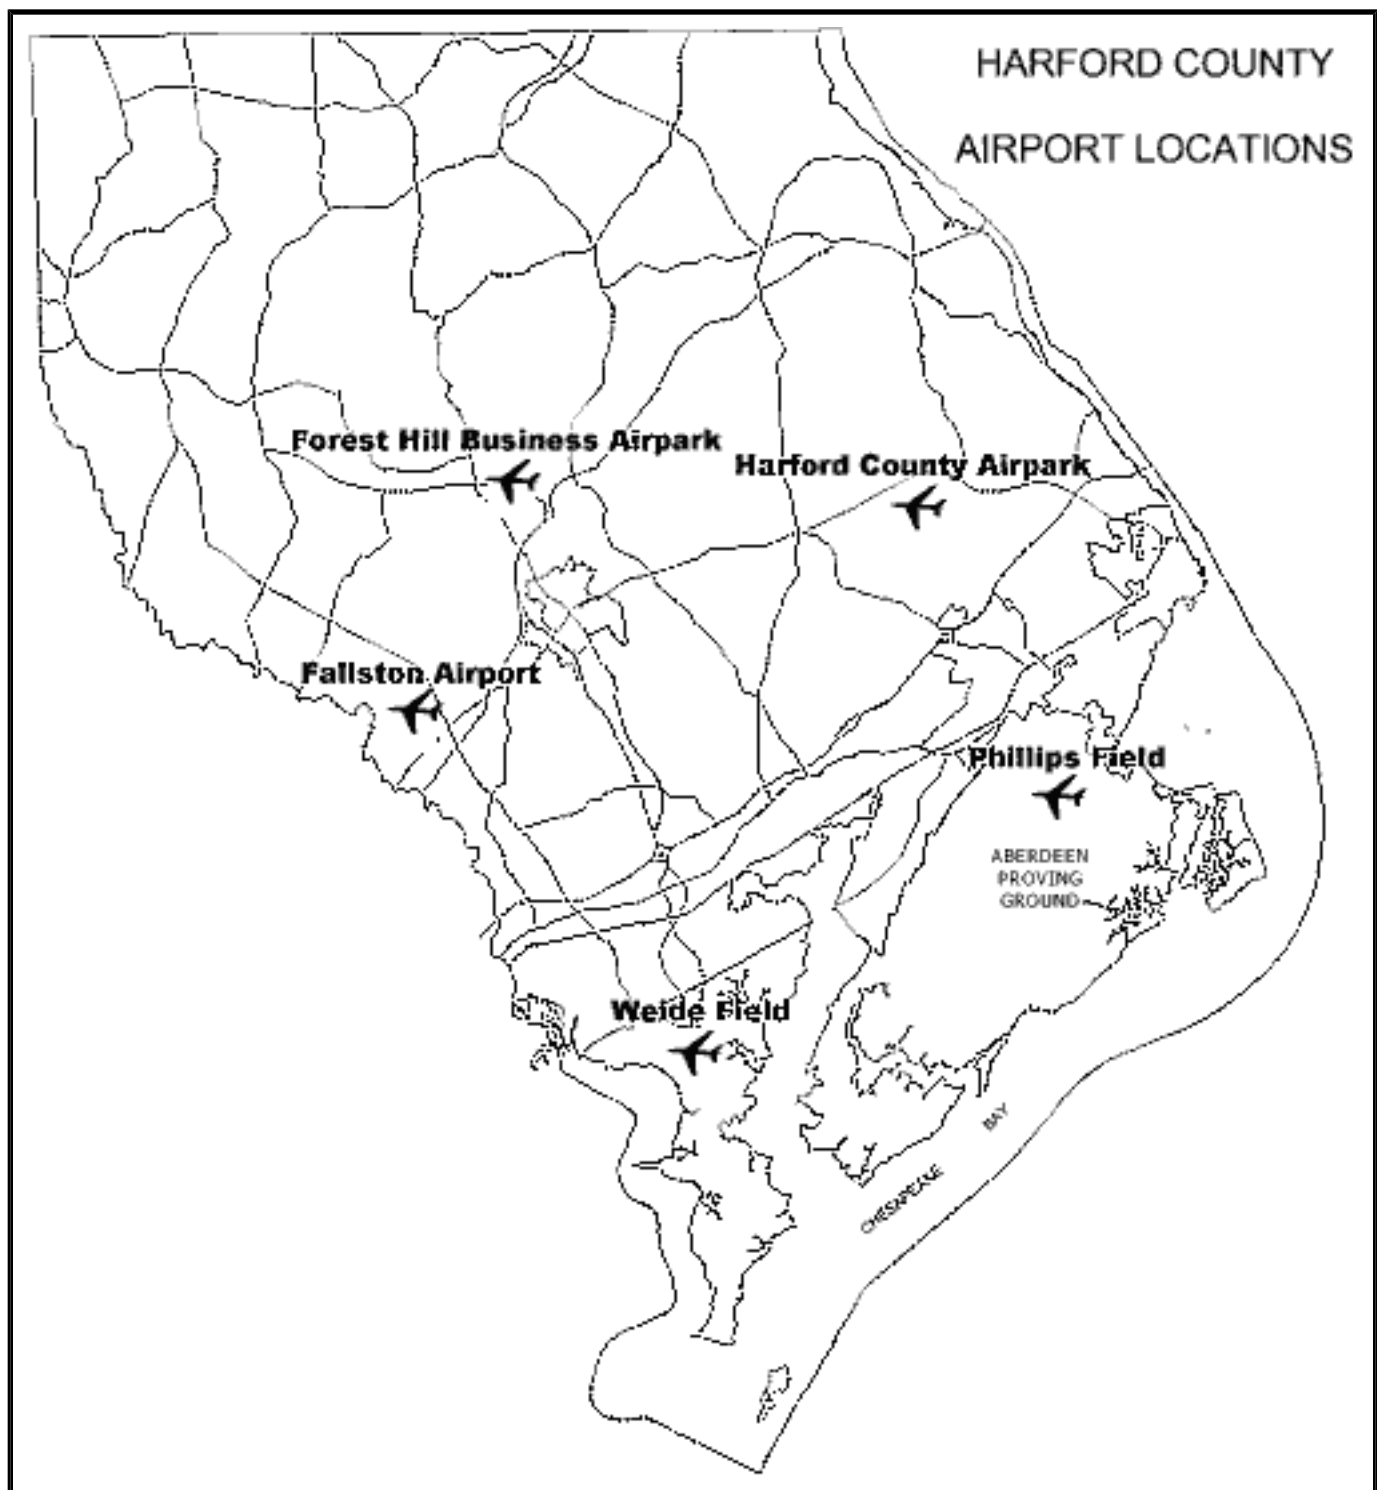 HARFORD COUNTY
AIRPORT LOCATIONS
Forest Hill Business Airpark
Harford County Airpark
Fallston Airport
Phillips Field
ABERDEEN
PROVING
GROUND
Weide Field
BAY
CHESAPEAKE